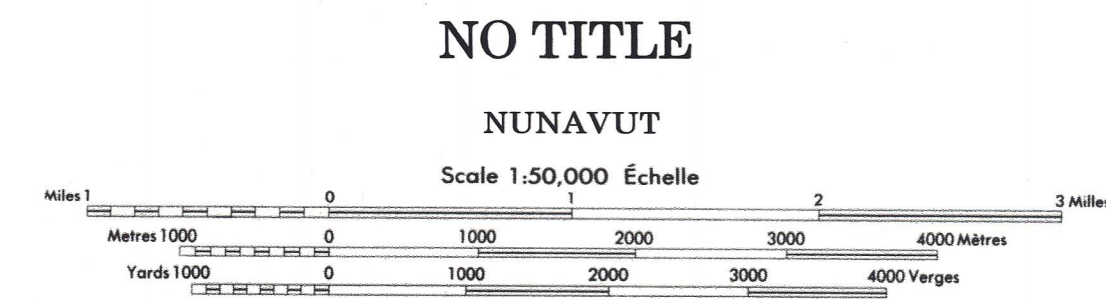 NO TITLE
NUNAVUT
Scale 1:50,000 Échelle
Miles 1 0 1 2 3 Milles
Metres 1000 0 1000 2000 3000 4000 Mètres
Yards 1000 0 1000 2000 3000 4000 Verges